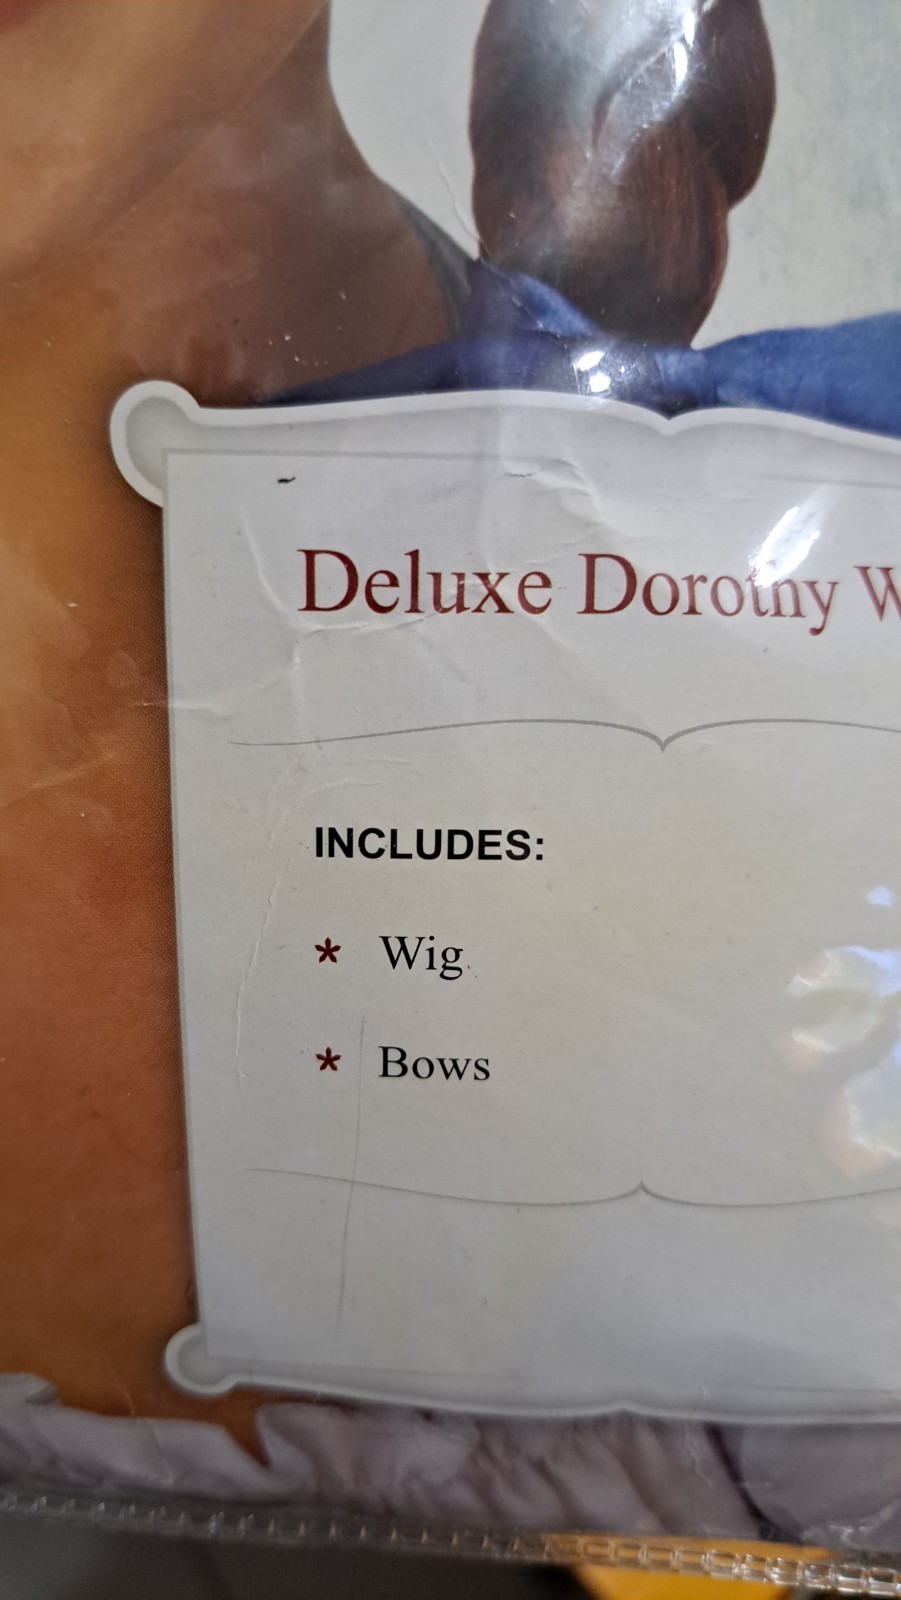 Deluxe Dorothy W
INCLUDES:
* Wig
* Bows